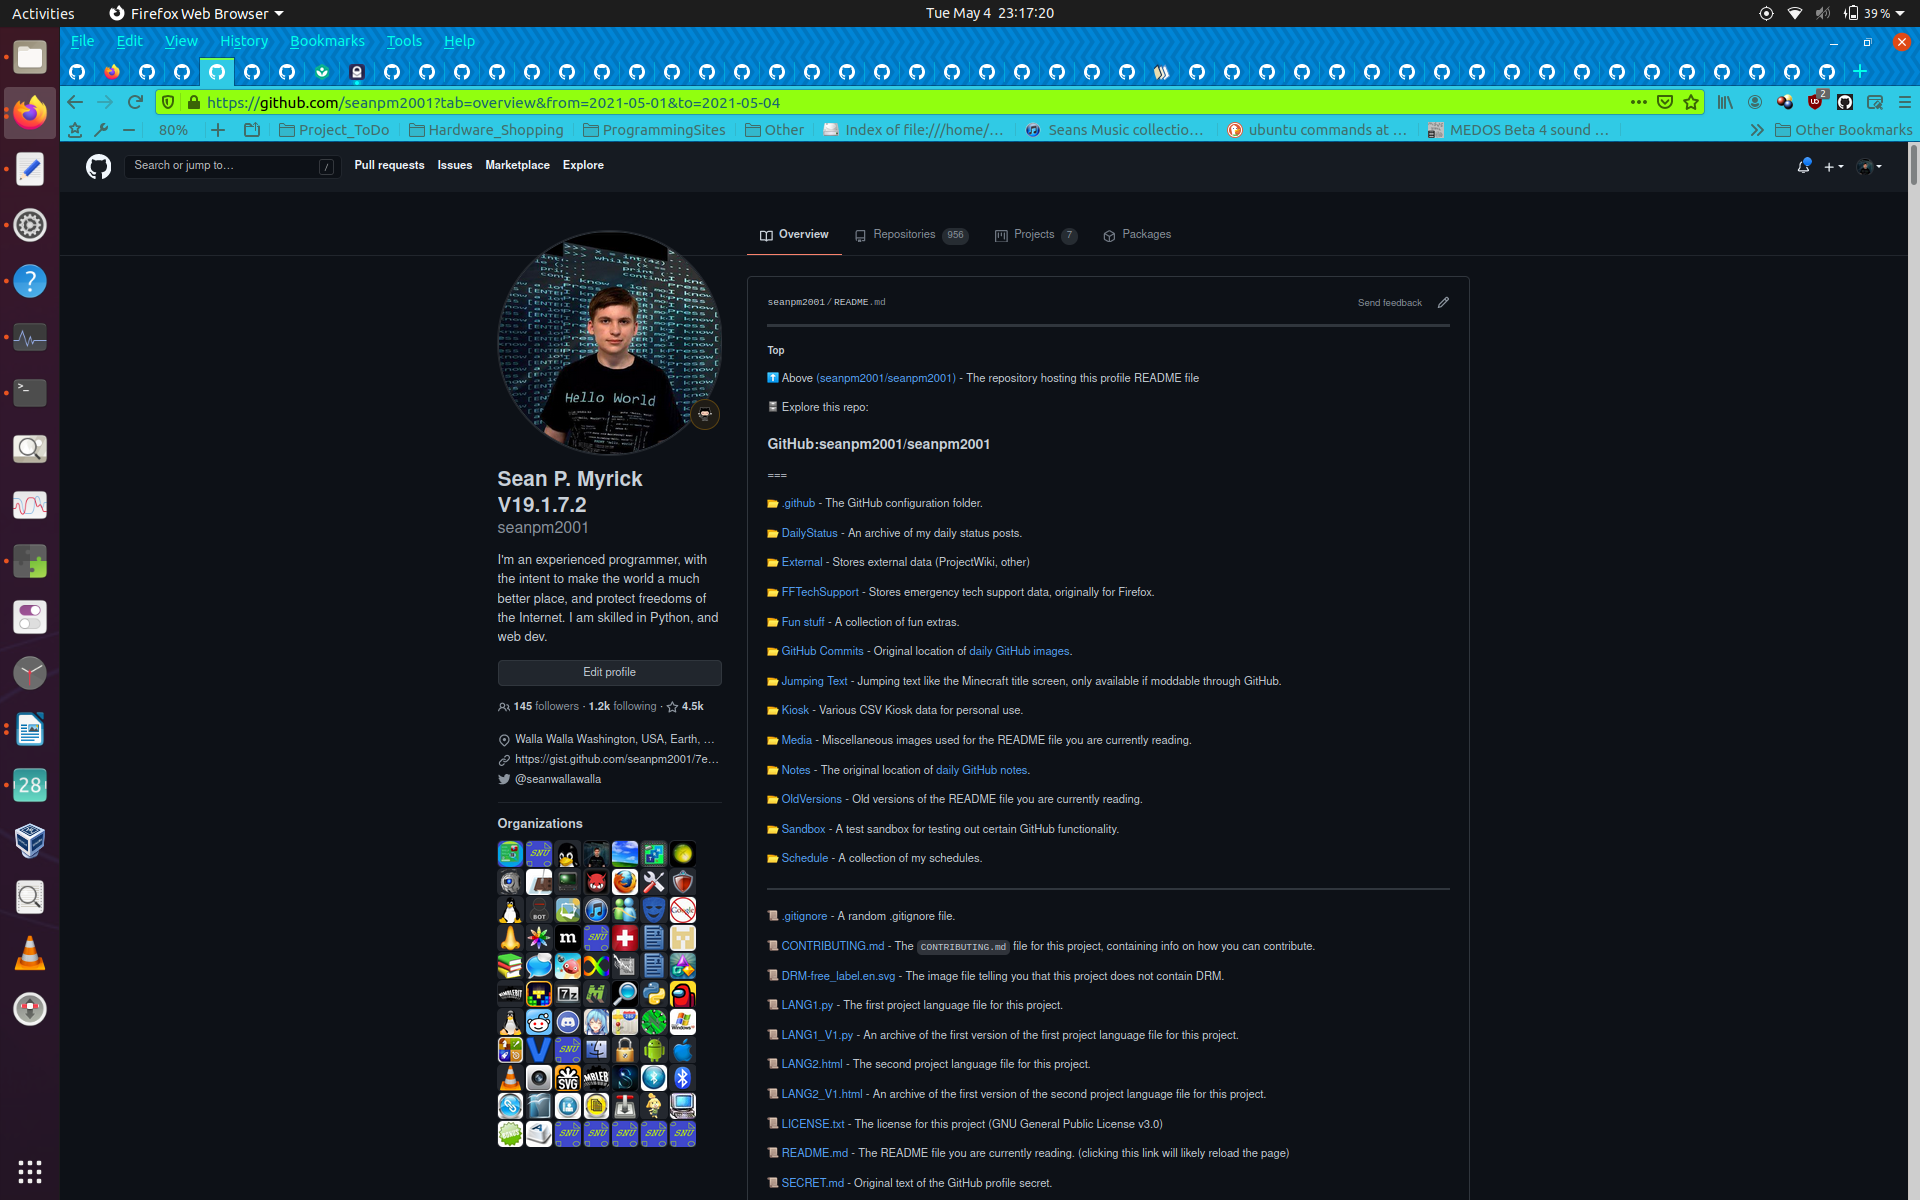 Activities
Firefox Web Browser
Tue May 4 23:17:20
39 %
File Edit View History Bookmarks Tools Help
https://github.com/seanpm2001?tab=overview&from=2021-05-01&to=2021-05-04
2
80%
Project_ToDo
Hardware_Shopping
ProgrammingSites
Other
Index of file:///home/…
Seans Music collectio…
ubuntu commands at …
MEDOS Beta 4 sound …
Other Bookmarks
Search or jump to…
/
Pull requests Issues Marketplace Explore
Overview
Repositories 956
Projects 7
Packages
Hello World
Sean P. Myrick
V19.1.7.2
seanpm2001
I'm an experienced programmer, with
the intent to make the world a much
better place, and protect freedoms of
the Internet. I am skilled in Python, and
web dev.
Edit profile
145 followers · 1.2k following · 4.5k
Walla Walla Washington, USA, Earth, …
https://gist.github.com/seanpm2001/7e…
@seanwallawalla
Organizations
seanpm2001/README.md
Send feedback
Top
Above (seanpm2001/seanpm2001) - The repository hosting this profile README file
Explore this repo:
GitHub:seanpm2001/seanpm2001
===
.github - The GitHub configuration folder.
DailyStatus - An archive of my daily status posts.
External - Stores external data (ProjectWiki, other)
FFTechSupport - Stores emergency tech support data, originally for Firefox.
Fun stuff - A collection of fun extras.
GitHub Commits - Original location of daily GitHub images.
Jumping Text - Jumping text like the Minecraft title screen, only available if moddable through GitHub.
Kiosk - Various CSV Kiosk data for personal use.
Media - Miscellaneous images used for the README file you are currently reading.
Notes - The original location of daily GitHub notes.
OldVersions - Old versions of the README file you are currently reading.
Sandbox - A test sandbox for testing out certain GitHub functionality.
Schedule - A collection of my schedules.
.gitignore - A random .gitignore file.
CONTRIBUTING.md - The CONTRIBUTING.md file for this project, containing info on how you can contribute.
DRM-free_label.en.svg - The image file telling you that this project does not contain DRM.
LANG1.py - The first project language file for this project.
LANG1_V1.py - An archive of the first version of the first project language file for this project.
LANG2.html - The second project language file for this project.
LANG2_V1.html - An archive of the first version of the second project language file for this project.
LICENSE.txt - The license for this project (GNU General Public License v3.0)
README.md - The README file you are currently reading. (clicking this link will likely reload the page)
SECRET.md - Original text of the GitHub profile secret.
28